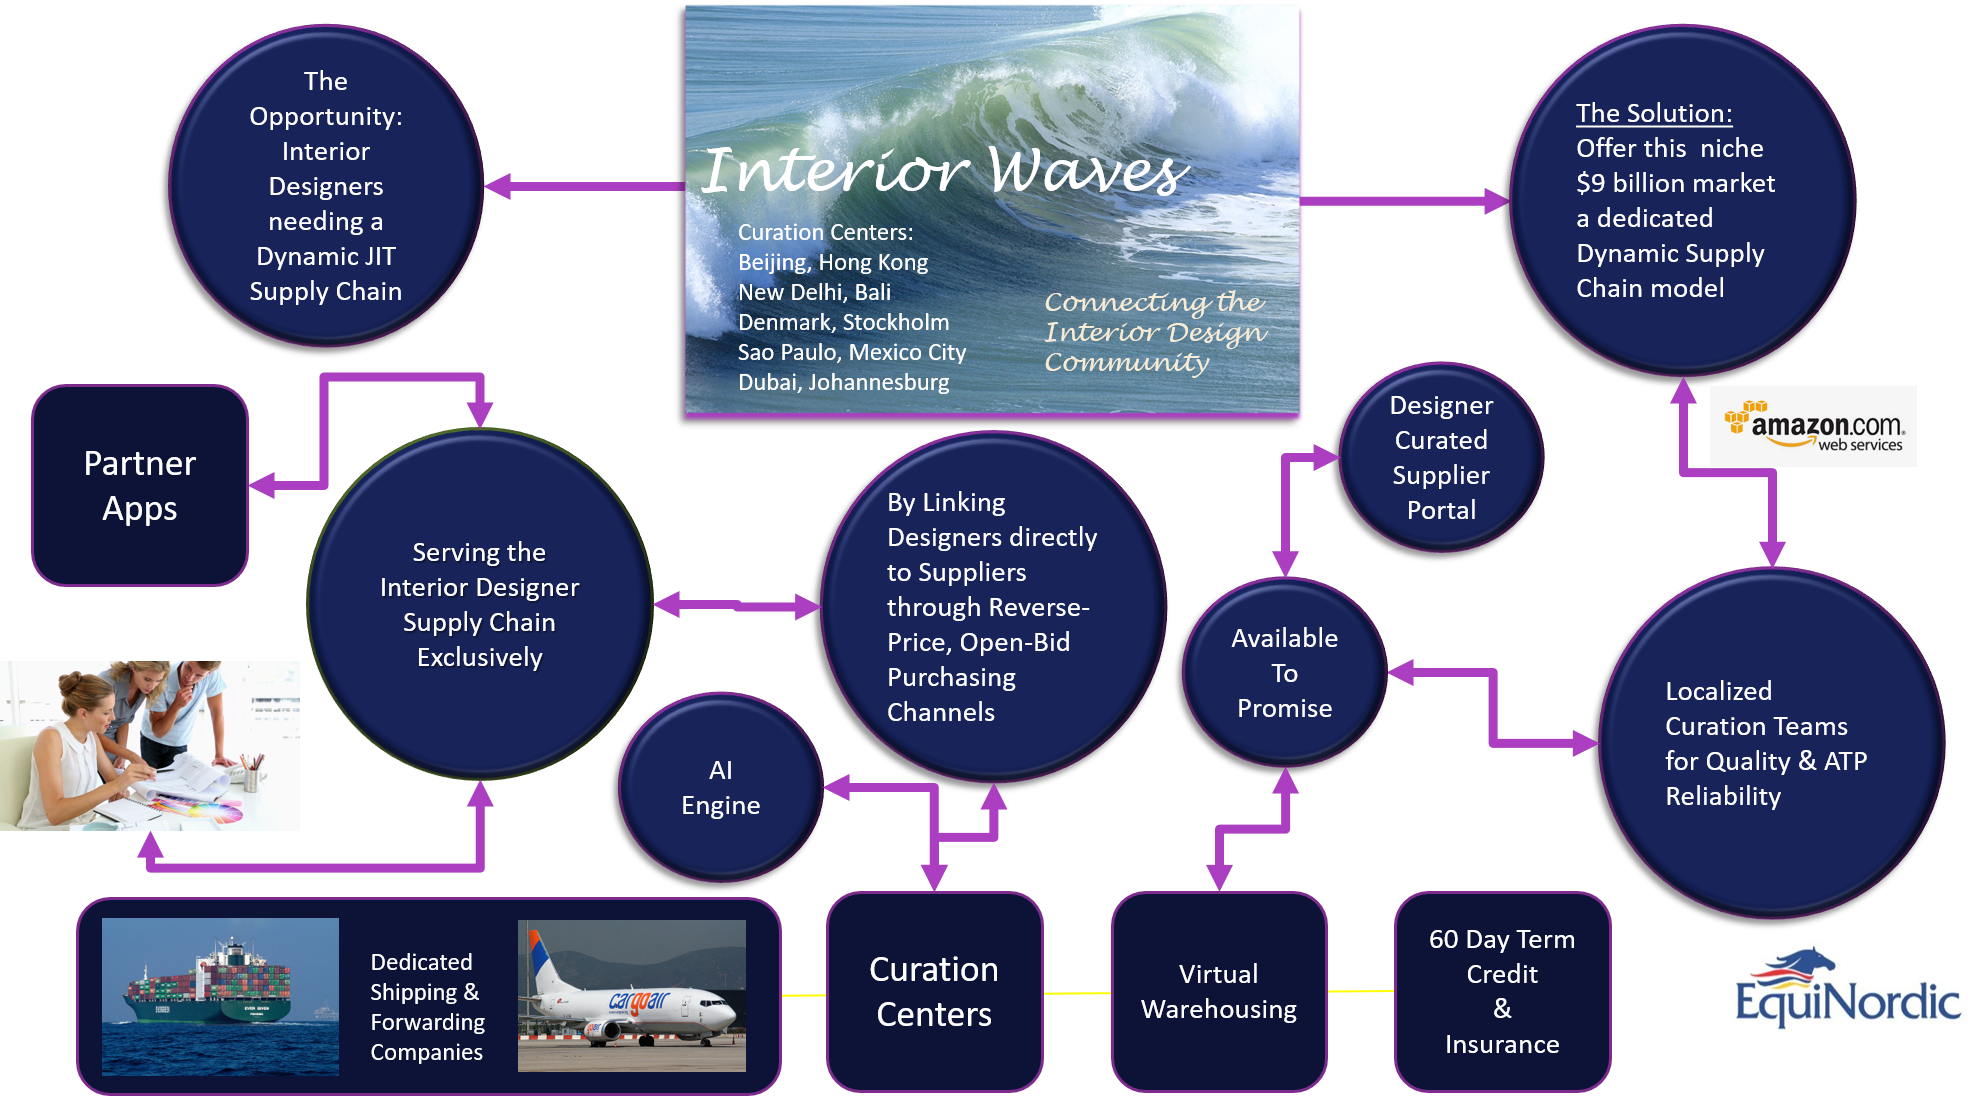 The
Opportunity:
Interior
Designers
needing a
Dynamic JIT
Supply Chain
Interior Waves
Curation Centers:
Beijing, Hong Kong
New Delhi, Bali
Denmark, Stockholm
Sao Paulo, Mexico City
Dubai, Johannesburg
Connecting the
Interior Design
Community
The Solution:
Offer this niche
$9 billion market
a dedicated
Dynamic Supply
Chain model
Partner
Apps
Serving the
Interior Designer
Supply Chain
Exclusively
By Linking
Designers directly
to Suppliers
through Reverse-
Price, Open-Bid
Purchasing
Channels
Designer
Curated
Supplier
Portal
amazon.com
web services
Available
To
Promise
Localized
Curation Teams
for Quality & ATP
Reliability
AI
Engine
Dedicated
Shipping &
Forwarding
Companies
cargoair
Curation
Centers
Virtual
Warehousing
60 Day Term
Credit
&
Insurance
EquiNordic